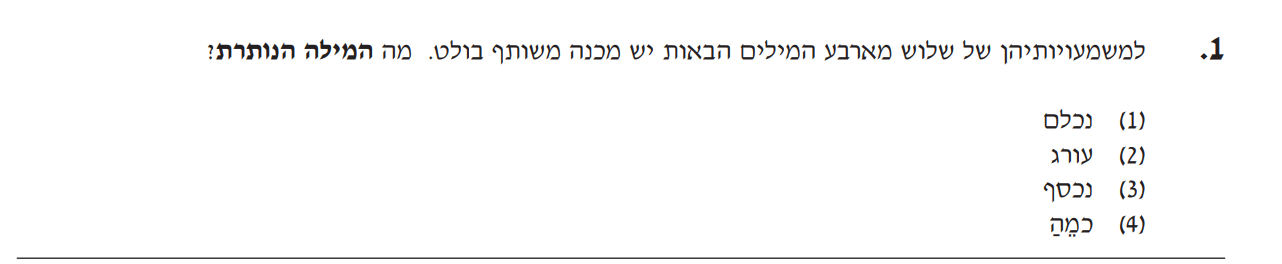 1. למשמעויותיהן של שלוש מארבע המילים הבאות יש מכנה משותף בולט. מה המילה הנותרת?
(1) נכלם
(2) עורג
(3) נכסף
(4) כמֵהַּ